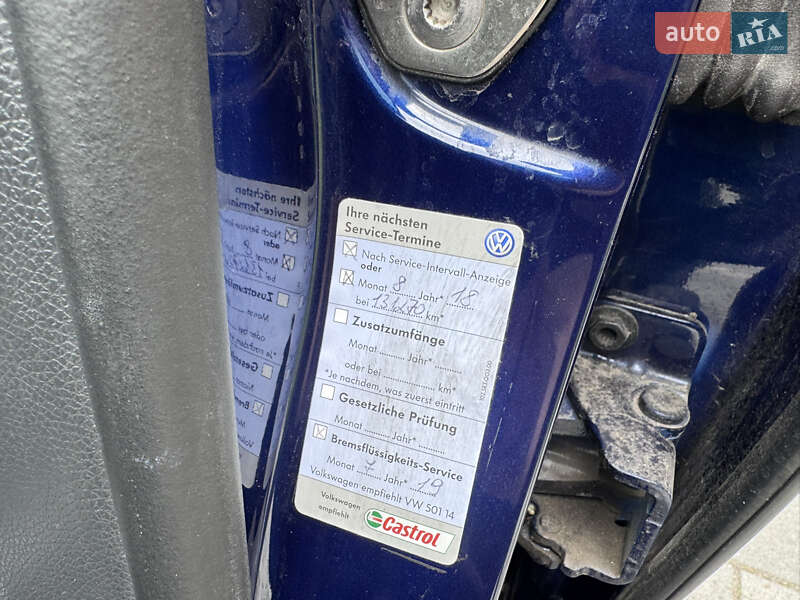 auto RIA.com
Ihre nächsten
Service-Termine
Nach Service-Intervall-Anzeige
oder
Monat 8 Jahr* 18
bei km*
Zusatzumfänge
Monat ......... Jahr* .........
oder bei ............... km*
*Je nachdem, was zuerst eintritt
Gesetzliche Prüfung
Monat ......... Jahr* .........
Bremsflüssigkeits-Service
Monat Jahr* 19
Volkswagen empfiehlt VW 501 14
Volkswagen
empfiehlt
Castrol